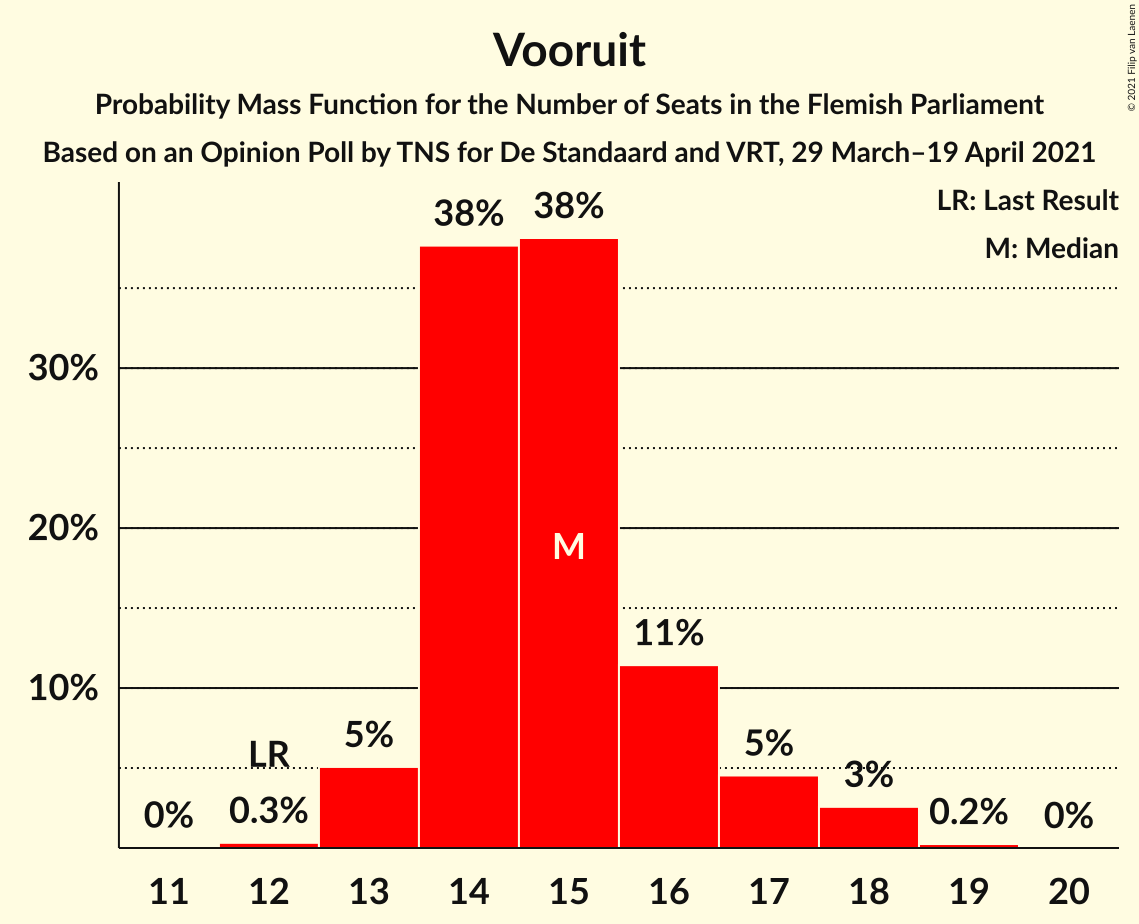 Vooruit
Probability Mass Function for the Number of Seats in the Flemish Parliament
Based on an Opinion Poll by TNS for De Standaard and VRT, 29 March–19 April 2021
© 2021 Filip van Laenen
LR: Last Result
M: Median
38%
38%
30%
20%
M
11%
10%
5%
5%
LR
3%
0%
0.3%
0.2%
0%
11 12 13 14 15 16 17 18 19 20